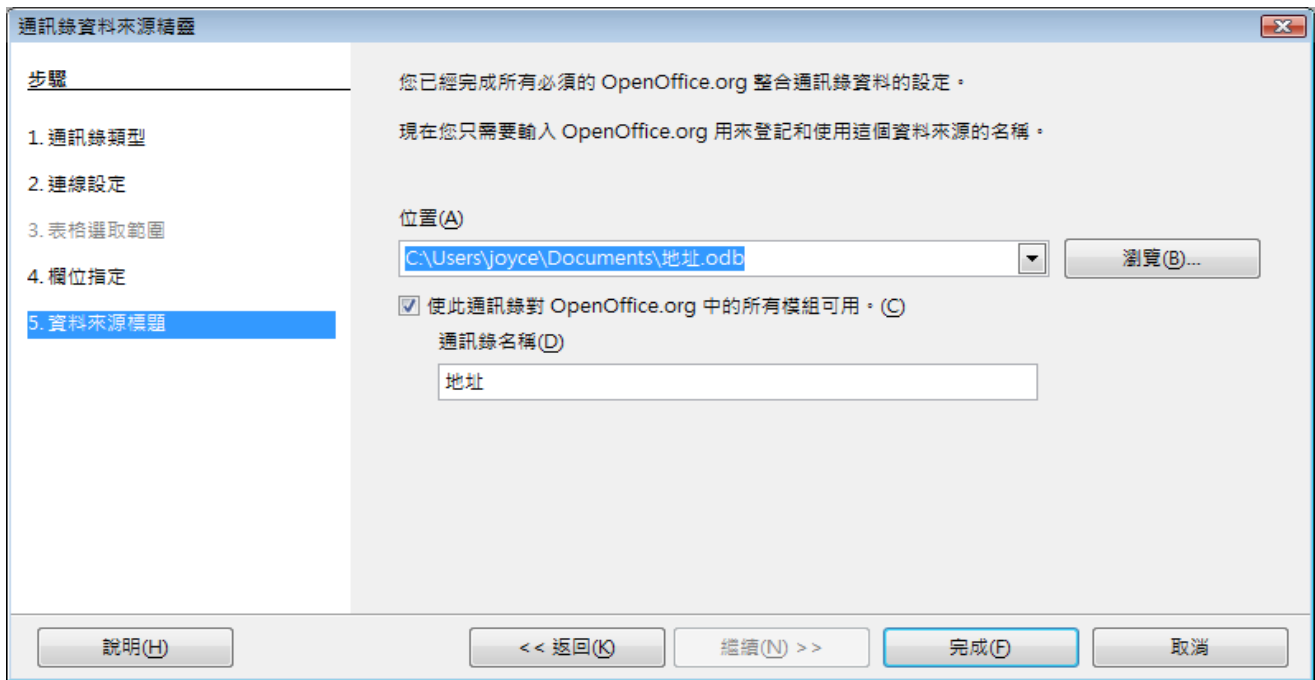 通訊錄資料來源精靈
步驟
1. 通訊錄類型
2. 連線設定
3. 表格選取範圍
4. 欄位指定
5. 資料來源標題
您已經完成所有必須的 OpenOffice.org 整合通訊錄資料的設定。
現在您只需要輸入 OpenOffice.org 用來登記和使用這個資料來源的名稱。
位置(A)
C:\Users\joyce\Documents\地址.odb
瀏覽(B)...
使此通訊錄對 OpenOffice.org 中的所有模組可用。(C)
通訊錄名稱(D)
地址
說明(H)
<< 返回(K)
繼續(N) >>
完成(F)
取消